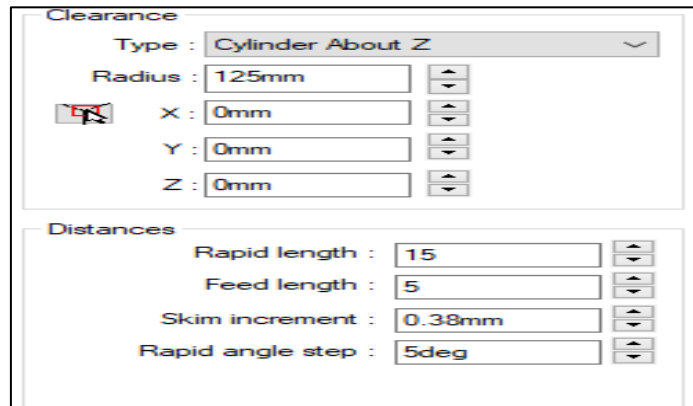 Clearance
Type : Cylinder About Z
Radius : 125mm
X : 0mm
Y : 0mm
Z : 0mm
Distances
Rapid length : 15
Feed length : 5
Skim increment : 0.38mm
Rapid angle step : 5deg